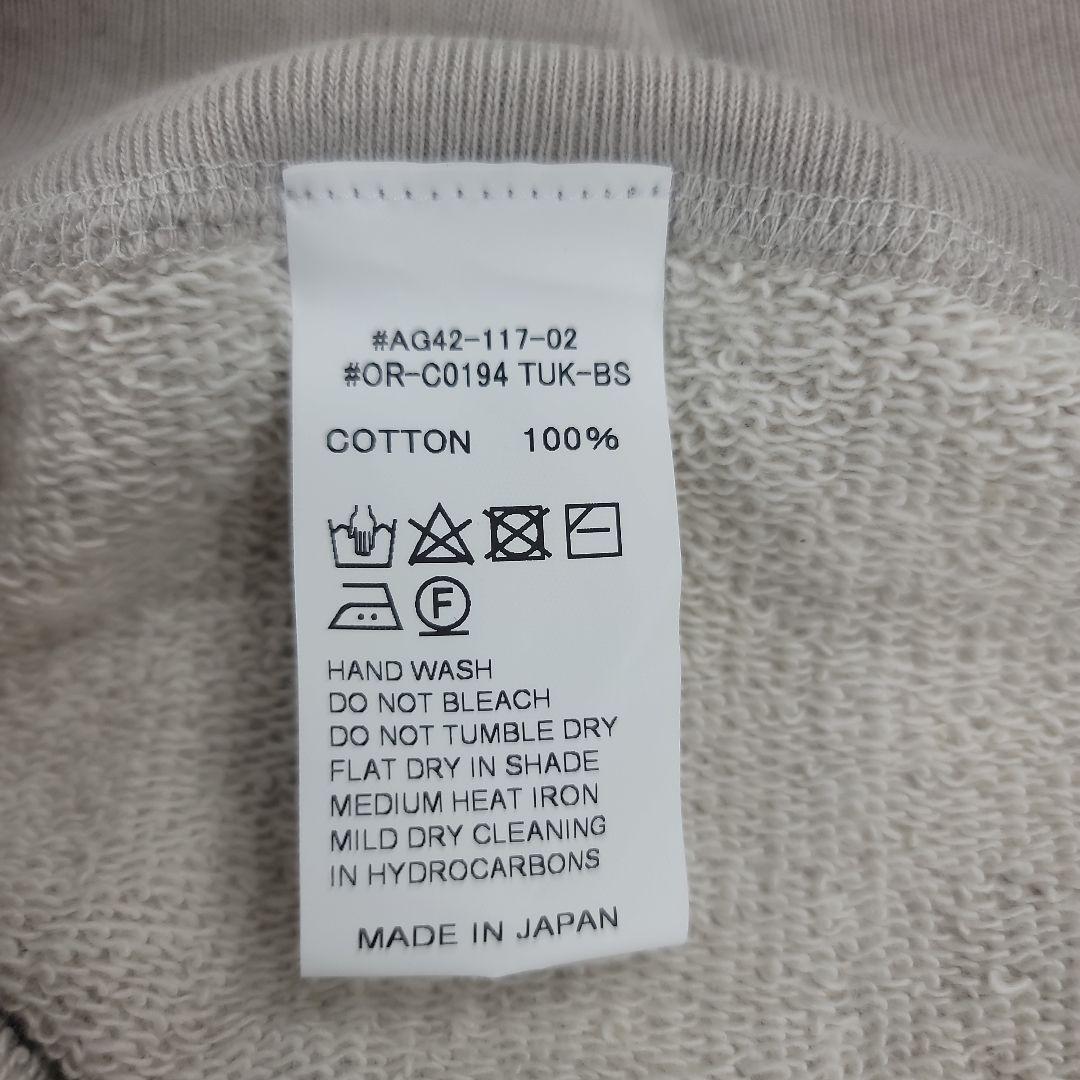 #AG42-117-02
#OR-C0194 TUK-BS
COTTON 100%
F
HAND WASH
DO NOT BLEACH
DO NOT TUMBLE DRY
FLAT DRY IN SHADE
MEDIUM HEAT IRON
MILD DRY CLEANING
IN HYDROCARBONS
MADE IN JAPAN